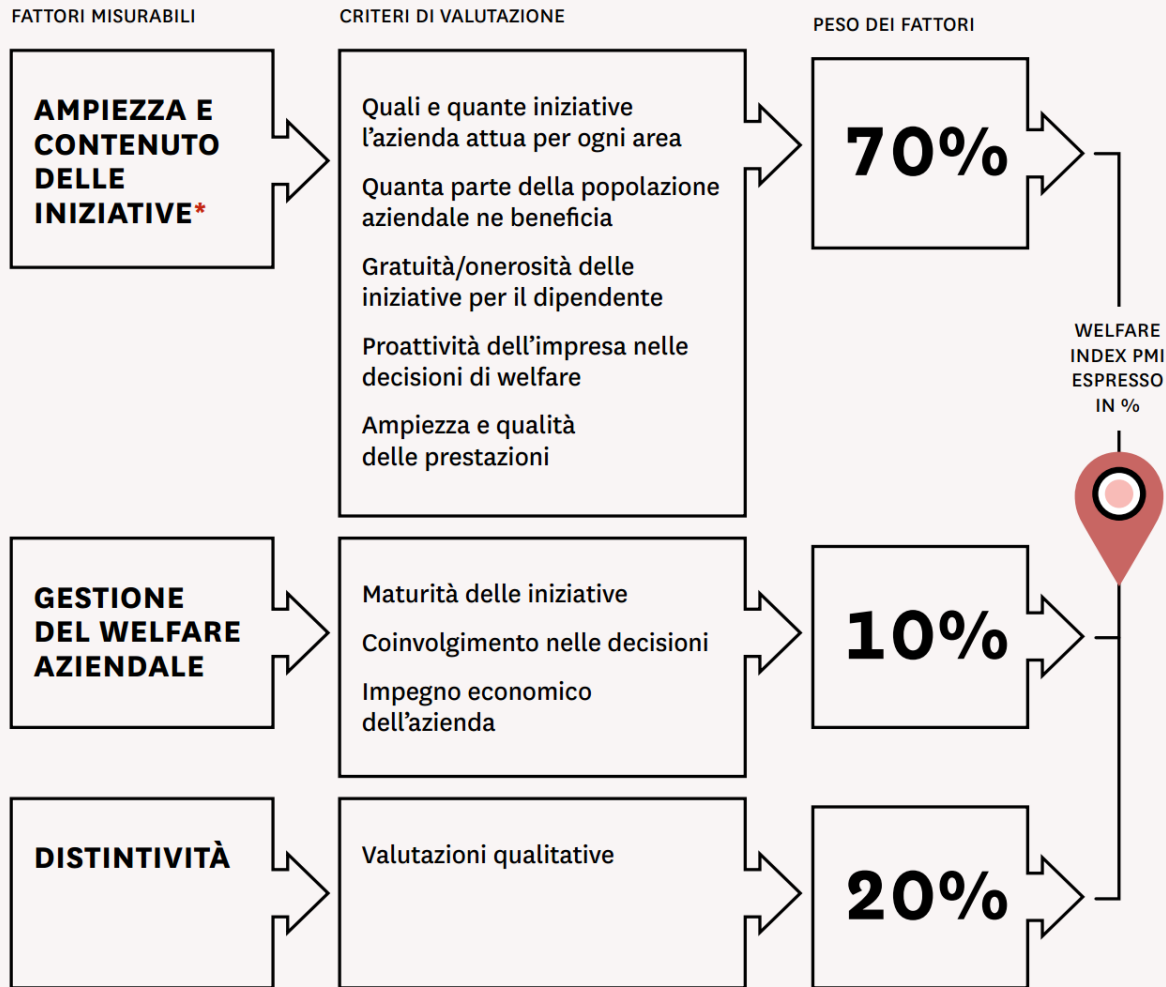 FATTORI MISURABILI
CRITERI DI VALUTAZIONE
PESO DEI FATTORI
AMPIEZZA E
CONTENUTO
DELLE
INIZIATIVE*
Quali e quante iniziative
l’azienda attua per ogni area
Quanta parte della popolazione
aziendale ne beneficia
Gratuità/onerosità delle
iniziative per il dipendente
Proattività dell’impresa nelle
decisioni di welfare
Ampiezza e qualità
delle prestazioni
70%
WELFARE
INDEX PMI
ESPRESSO
IN %
GESTIONE
DEL WELFARE
AZIENDALE
Maturità delle iniziative
Coinvolgimento nelle decisioni
Impegno economico
dell’azienda
10%
DISTINTIVITÀ
Valutazioni qualitative
20%